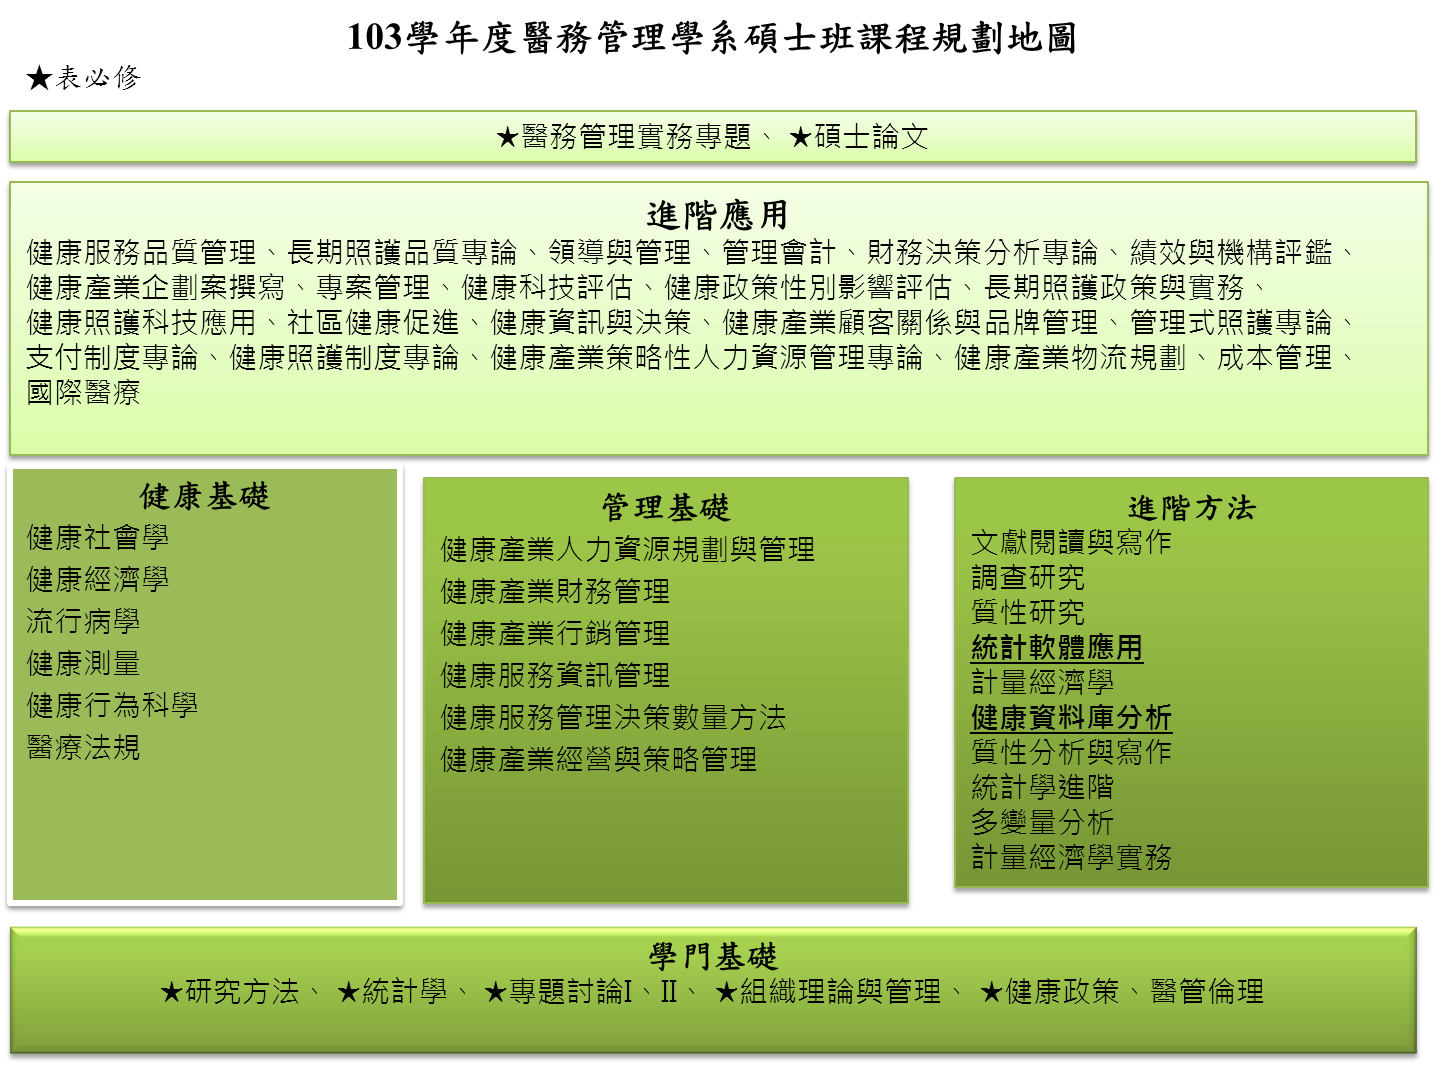 103學年度醫務管理學系碩士班課程規劃地圖
★表必修
★醫務管理實務專題、 ★碩士論文
進階應用
健康服務品質管理、長期照護品質專論、領導與管理、管理會計、財務決策分析專論、績效與機構評鑑、
健康產業企劃案撰寫、專案管理、健康科技評估、健康政策性別影響評估、長期照護政策與實務、
健康照護科技應用、社區健康促進、健康資訊與決策、健康產業顧客關係與品牌管理、管理式照護專論、
支付制度專論、健康照護制度專論、健康產業策略性人力資源管理專論、健康產業物流規劃、成本管理、
國際醫療
健康基礎
健康社會學
健康經濟學
流行病學
健康測量
健康行為科學
醫療法規
管理基礎
健康產業人力資源規劃與管理
健康產業財務管理
健康產業行銷管理
健康服務資訊管理
健康服務管理決策數量方法
健康產業經營與策略管理
進階方法
文獻閱讀與寫作
調查研究
質性研究
統計軟體應用
計量經濟學
健康資料庫分析
質性分析與寫作
統計學進階
多變量分析
計量經濟學實務
學門基礎
★研究方法、 ★統計學、 ★專題討論I、II、 ★組織理論與管理、 ★健康政策、醫管倫理